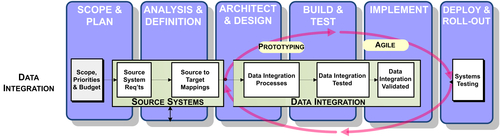 SCOPE &
PLAN
ANALYSIS &
DEFINITION
ARCHITECT
& DESIGN
BUILD &
TEST
IMPLEMENT
DEPLOY &
ROLL-OUT
PROTOTYPING
AGILE
DATA
INTEGRATION
Scope,
Priorities
& Budget
Source
System
Req'ts
Source to
Target
Mappings
Data Integration
Processes
Data Integration
Tested
Data
Integration
Validated
Systems
Testing
SOURCE SYSTEMS
DATA INTEGRATION